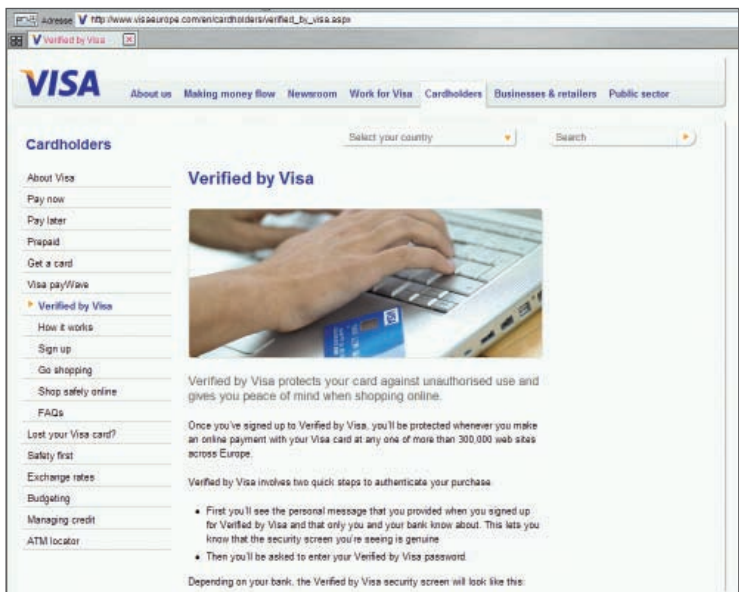 Adresse http://www.visaeurope.com/en/cardholders/verified_by_visa.aspx
Verified by Visa
VISA
About us Making money flow Newsroom Work for Visa Cardholders Businesses & retailers Public sector
Select your country Search
Cardholders
About Visa
Pay now
Pay later
Prepaid
Get a card
Visa payWave
Verified by Visa
How it works
Sign up
Go shopping
Shop safely online
FAQs
Lost your Visa card?
Safety first
Exchange rates
Budgeting
Managing credit
ATM locator
Verified by Visa
VISA
Verified by Visa protects your card against unauthorised use and
gives you peace of mind when shopping online.
Once you've signed up to Verified by Visa, you'll be protected whenever you make
an online payment with your Visa card at any one of more than 300,000 web sites
across Europe.
Verified by Visa involves two quick steps to authenticate your purchase
• First you'll see the personal message that you provided when you signed up
for Verified by Visa and that only you and your bank know about. This lets you
know that the security screen you're seeing is genuine
• Then you'll be asked to enter your Verified by Visa password.
Depending on your bank, the Verified by Visa security screen will look like this: